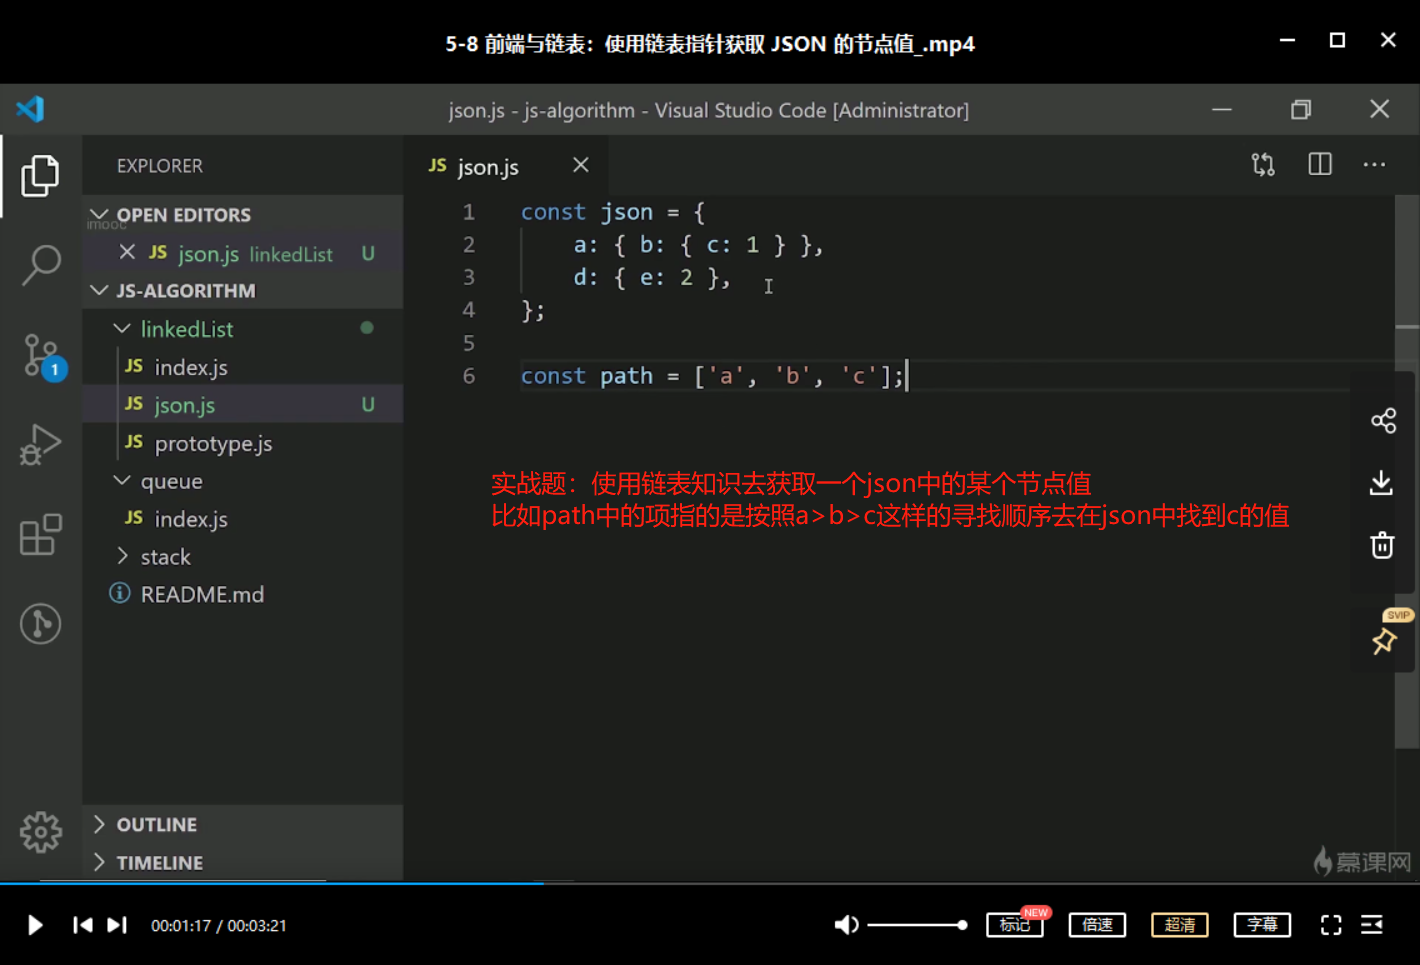 5-8 前端与链表：使用链表指针获取 JSON 的节点值_.mp4
json.js - js-algorithm - Visual Studio Code [Administrator]
EXPLORER
JS json.js
OPEN EDITORS
imooc
JS json.js linkedList U
JS-ALGORITHM
linkedList
JS index.js
JS json.js U
JS prototype.js
queue
JS index.js
stack
README.md
1
OUTLINE
TIMELINE
1 const json = {
2 a: { b: { c: 1 } },
3 d: { e: 2 },
4 };
5
6 const path = ['a', 'b', 'c'];
实战题：使用链表知识去获取一个json中的某个节点值
比如path中的项指的是按照a>b>c这样的寻找顺序去在json中找到c的值
SVIP
慕课网
00:01:17 / 00:03:21
标记 NEW
倍速
超清
字幕